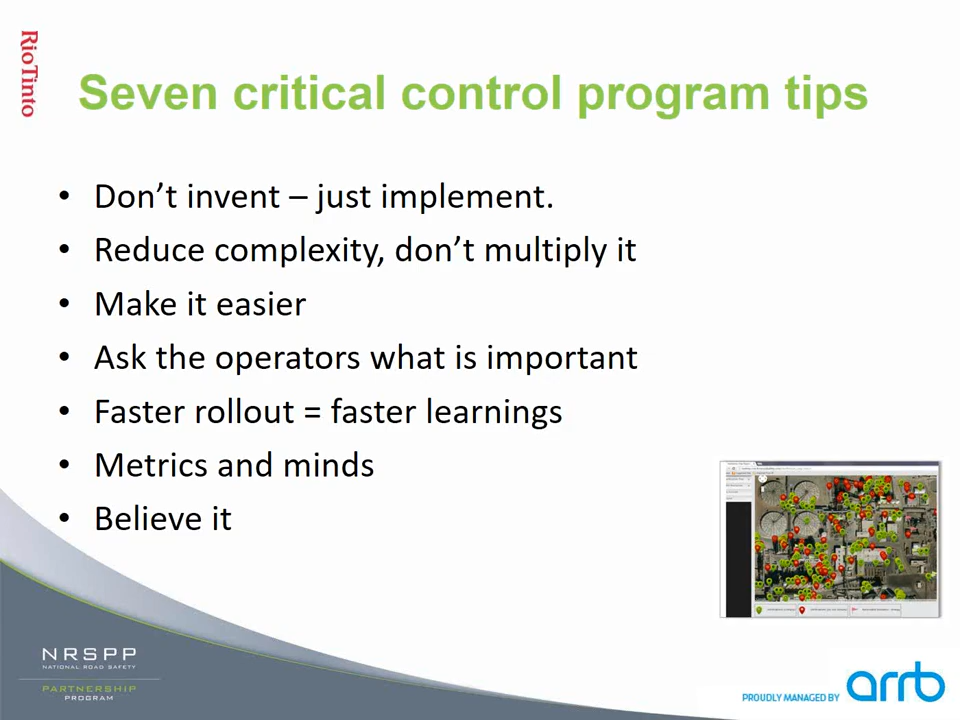 RioTinto
Seven critical control program tips
• Don’t invent – just implement.
• Reduce complexity, don’t multiply it
• Make it easier
• Ask the operators what is important
• Faster rollout = faster learnings
• Metrics and minds
• Believe it
NRSPP
NATIONAL ROAD SAFETY
PARTNERSHIP
PROGRAM
PROUDLY MANAGED BY
arrb